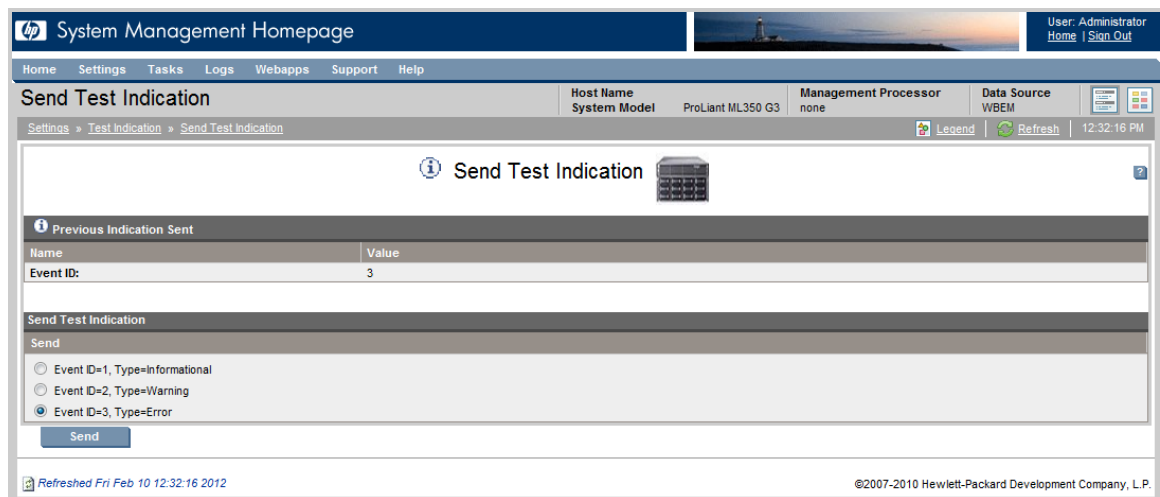 hp System Management Homepage
User: Administrator
Home | Sign Out
Home Settings Tasks Logs Webapps Support Help
Send Test Indication
Host Name
System Model ProLiant ML350 G3
Management Processor
none
Data Source
WBEM
Settings » Test Indication » Send Test Indication
Legend Refresh 12:32:16 PM
Send Test Indication
?
Previous Indication Sent
Name Value
Event ID: 3
Send Test Indication
Send
Event ID=1, Type=Informational
Event ID=2, Type=Warning
Event ID=3, Type=Error
Send
Refreshed Fri Feb 10 12:32:16 2012
©2007-2010 Hewlett-Packard Development Company, L.P.